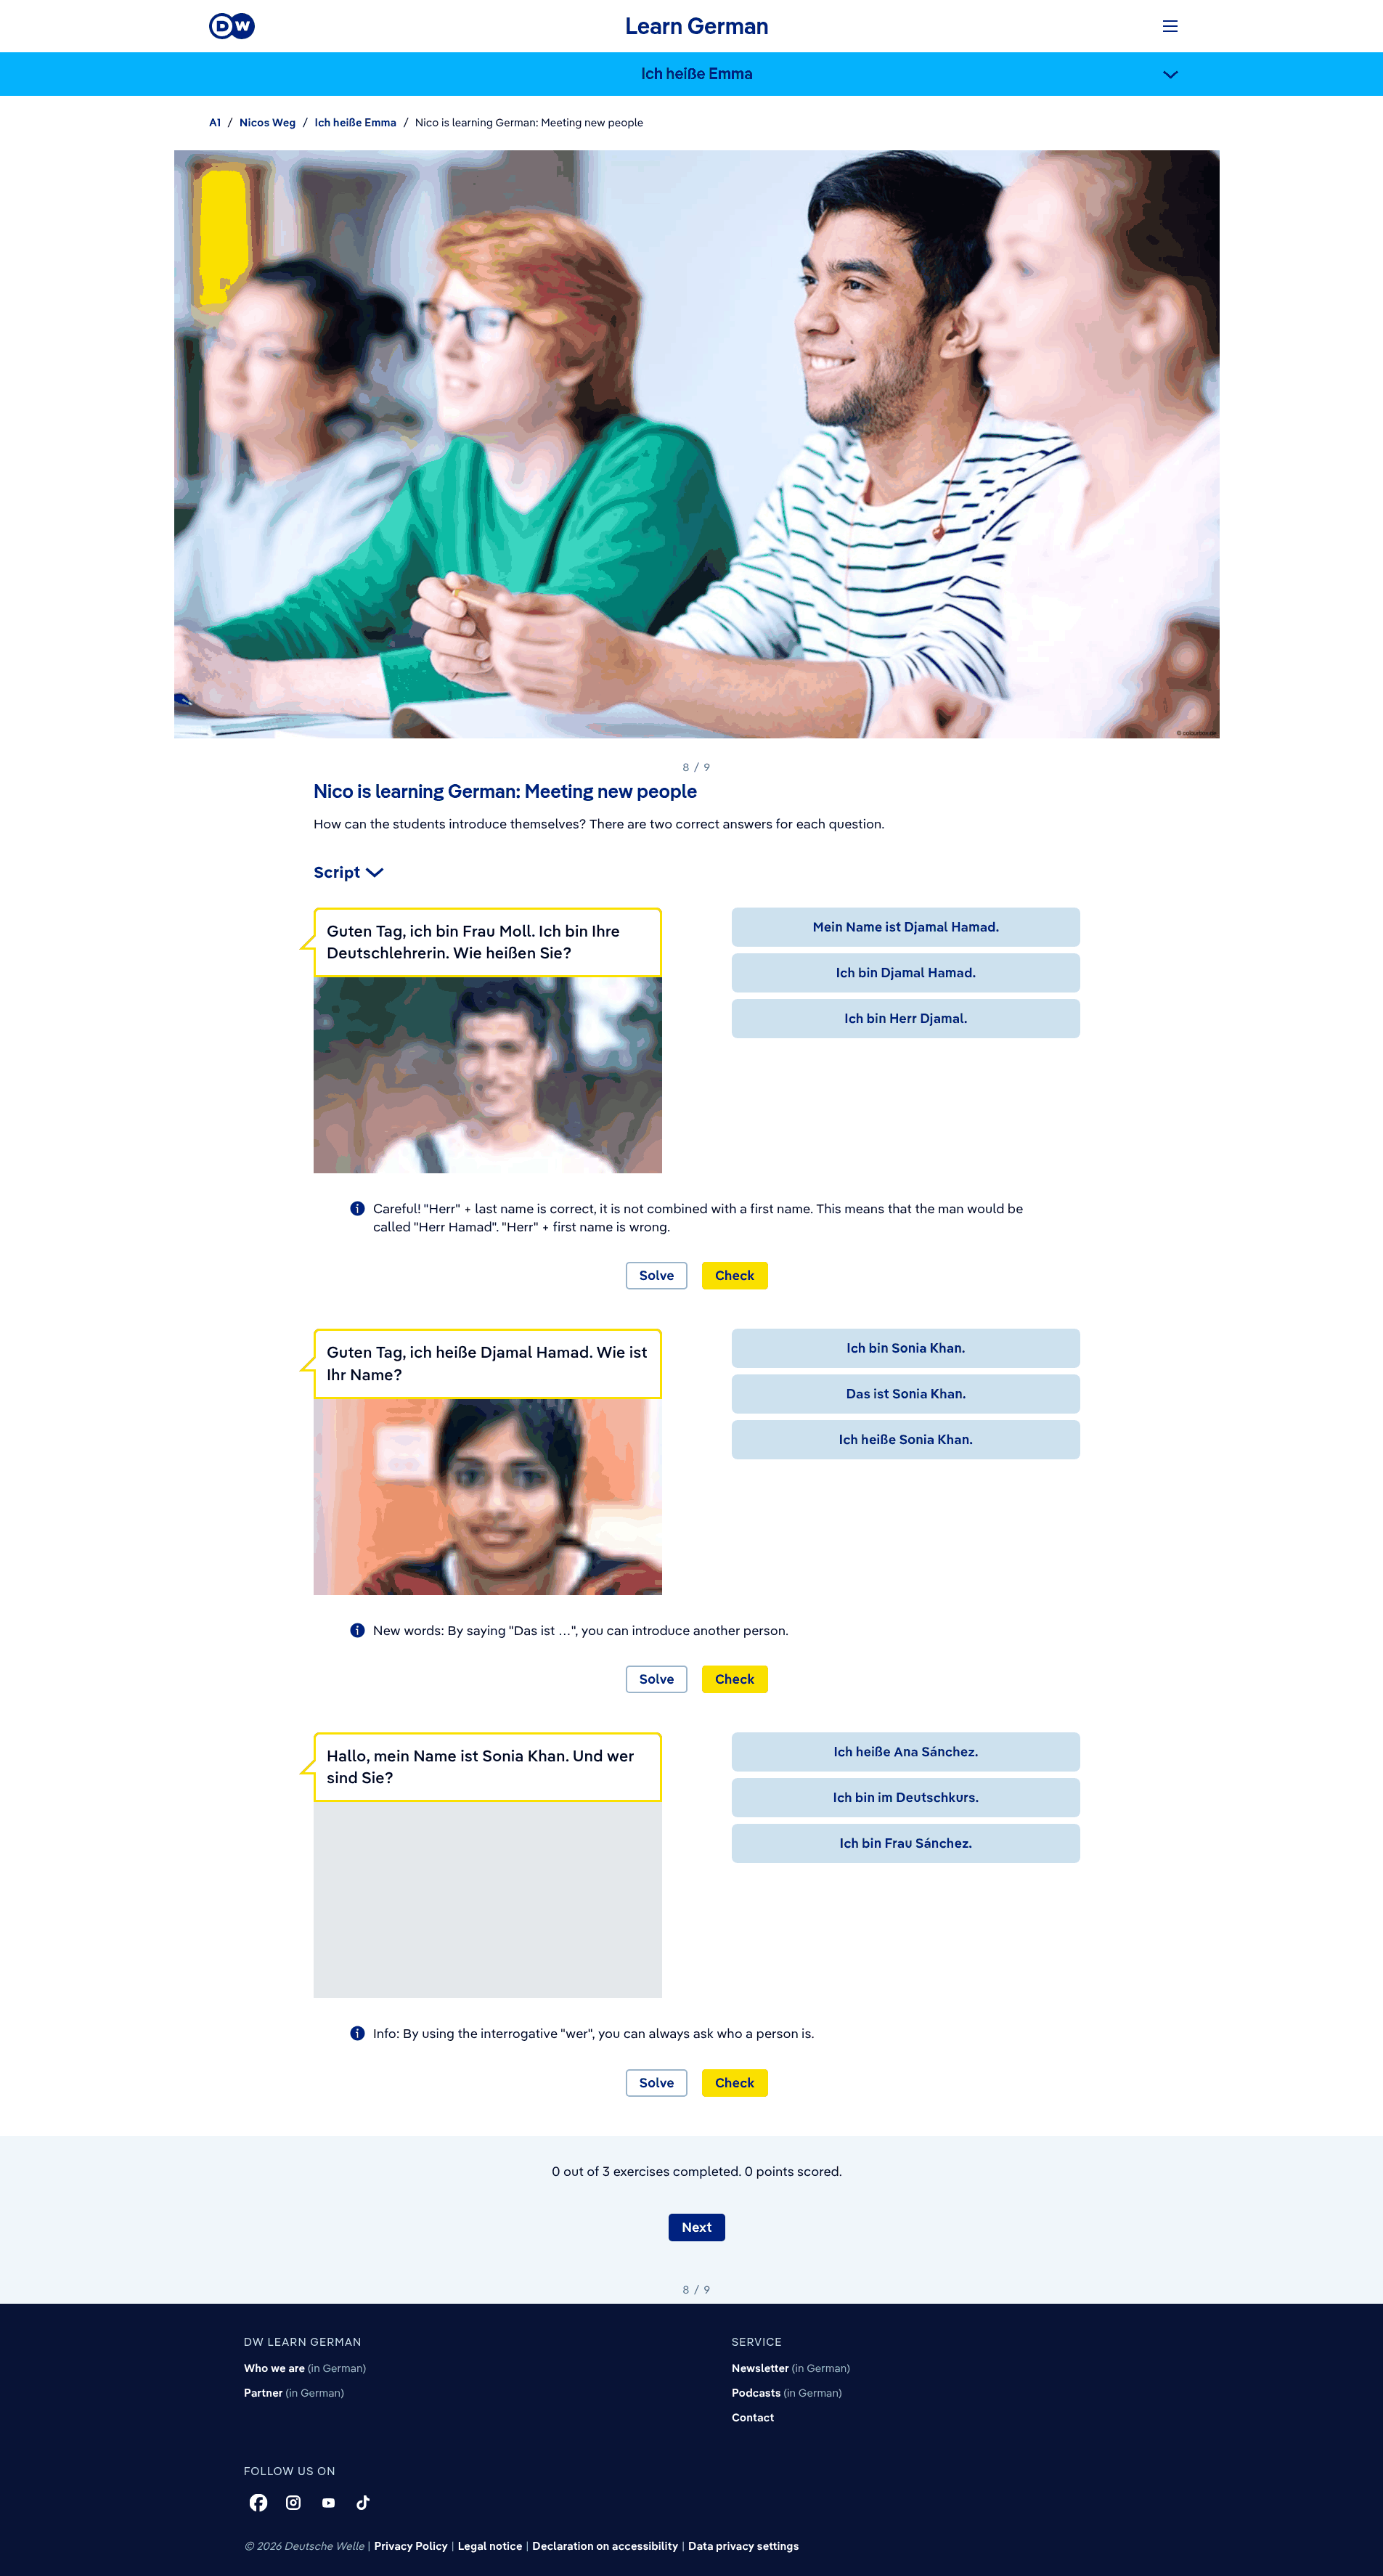 DW
Learn German
Ich heiße Emma
A1 / Nicos Weg / Ich heiße Emma / Nico is learning German: Meeting new people
© colourbox.de
8 / 9
Nico is learning German: Meeting new people
How can the students introduce themselves? There are two correct answers for each question.
Script
Guten Tag, ich bin Frau Moll. Ich bin Ihre
Deutschlehrerin. Wie heißen Sie?
Mein Name ist Djamal Hamad.
Ich bin Djamal Hamad.
Ich bin Herr Djamal.
Careful! "Herr" + last name is correct, it is not combined with a first name. This means that the man would be
called "Herr Hamad". "Herr" + first name is wrong.
Solve Check
Guten Tag, ich heiße Djamal Hamad. Wie ist
Ihr Name?
Ich bin Sonia Khan.
Das ist Sonia Khan.
Ich heiße Sonia Khan.
New words: By saying "Das ist …", you can introduce another person.
Solve Check
Hallo, mein Name ist Sonia Khan. Und wer
sind Sie?
Ich heiße Ana Sánchez.
Ich bin im Deutschkurs.
Ich bin Frau Sánchez.
Info: By using the interrogative "wer", you can always ask who a person is.
Solve Check
0 out of 3 exercises completed. 0 points scored.
Next
8 / 9
DW LEARN GERMAN
Who we are (in German)
Partner (in German)
SERVICE
Newsletter (in German)
Podcasts (in German)
Contact
FOLLOW US ON
© 2026 Deutsche Welle | Privacy Policy | Legal notice | Declaration on accessibility | Data privacy settings